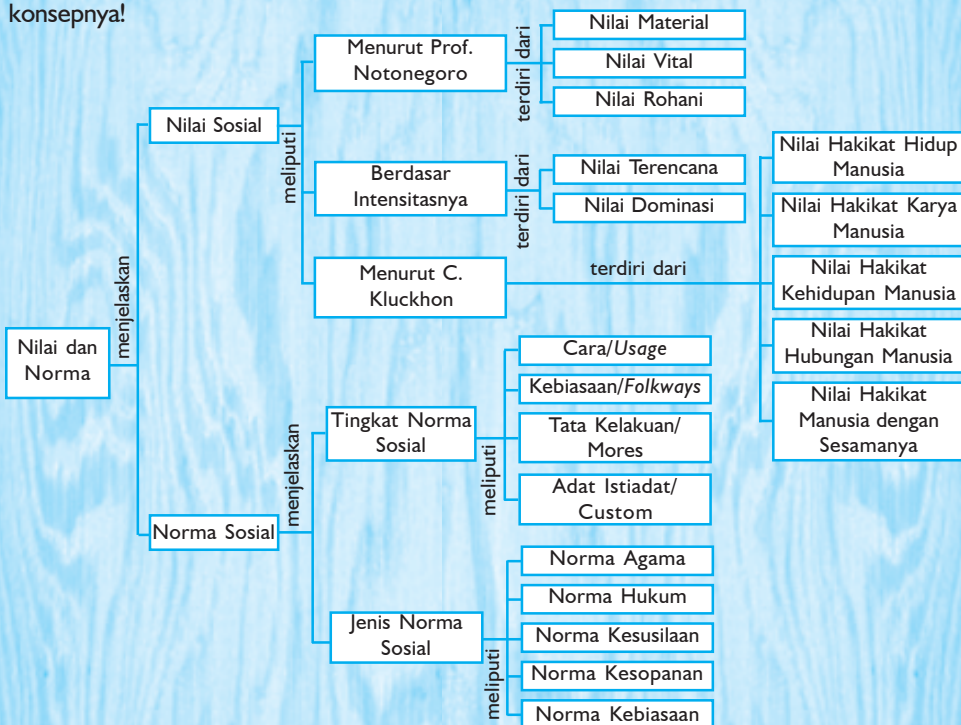 konsepnya!
Nilai dan
Norma
menjelaskan
Nilai Sosial
meliputi
Menurut Prof.
Notonegoro
terdiri dari
Nilai Material
Nilai Vital
Nilai Rohani
Berdasar
Intensitasnya
terdiri dari
Nilai Terencana
Nilai Dominasi
Menurut C.
Kluckhon
terdiri dari
Nilai Hakikat Hidup
Manusia
Nilai Hakikat Karya
Manusia
Nilai Hakikat
Kehidupan Manusia
Nilai Hakikat
Hubungan Manusia
Nilai Hakikat
Manusia dengan
Sesamanya
Norma Sosial
menjelaskan
Tingkat Norma
Sosial
meliputi
Cara/Usage
Kebiasaan/Folkways
Tata Kelakuan/
Mores
Adat Istiadat/
Custom
Jenis Norma
Sosial
meliputi
Norma Agama
Norma Hukum
Norma Kesusilaan
Norma Kesopanan
Norma Kebiasaan